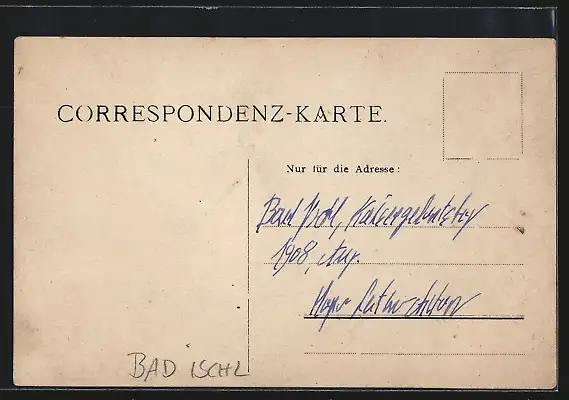 CORRESPONDENZ-KARTE.
Nur für die Adresse:
Bad Ischl, Kaisergeburtstag
1908, Aug.
BAD ISCHL